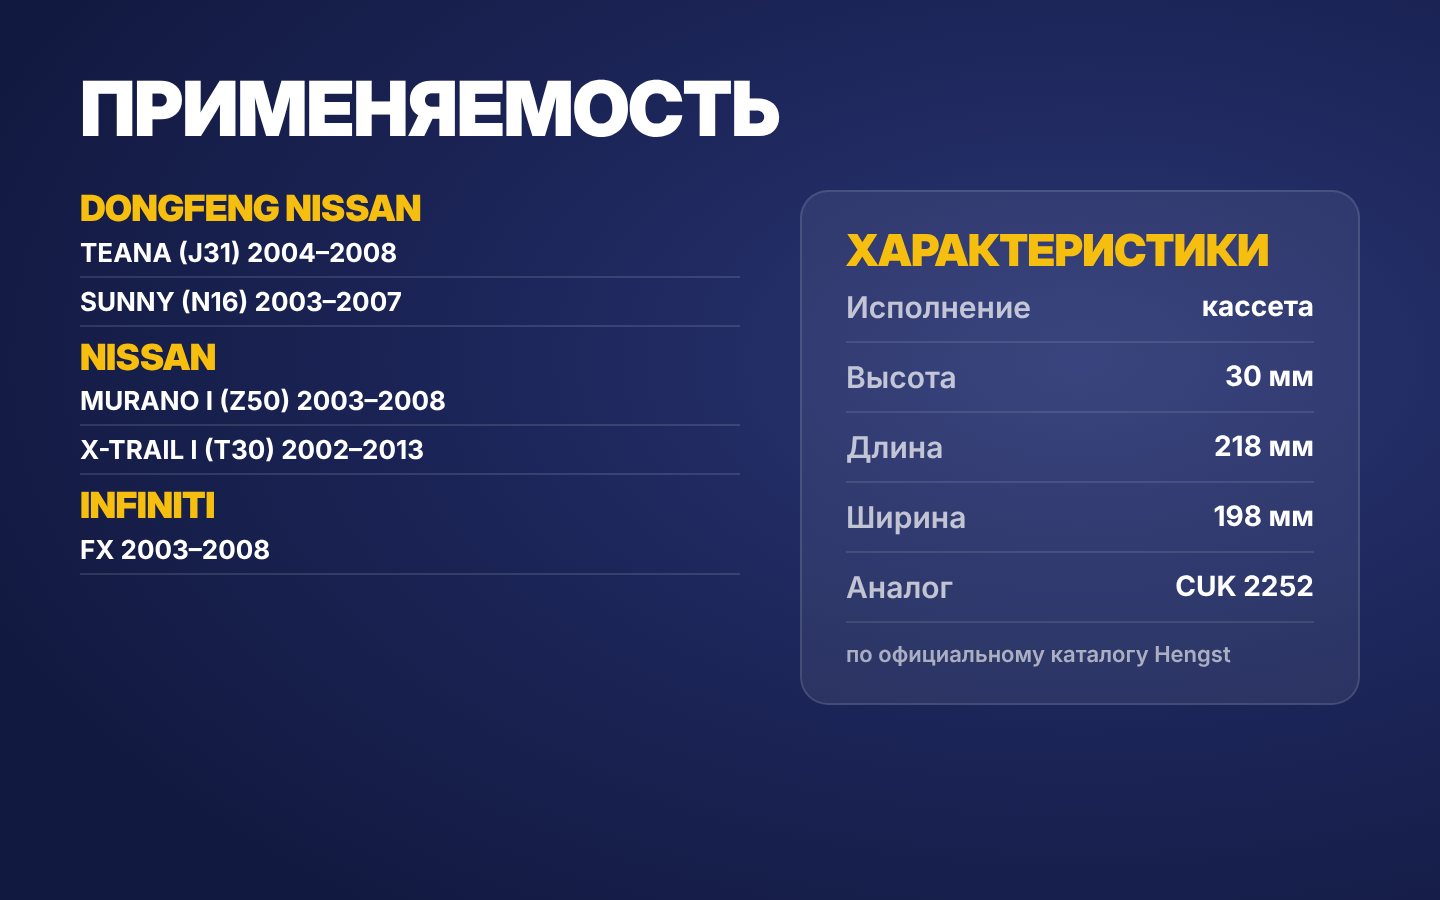 ПРИМЕНЯЕМОСТЬ
DONGFENG NISSAN
TEANA (J31) 2004–2008
SUNNY (N16) 2003–2007
NISSAN
MURANO I (Z50) 2003–2008
X-TRAIL I (T30) 2002–2013
INFINITI
FX 2003–2008
ХАРАКТЕРИСТИКИ
Исполнение кассета
Высота 30 мм
Длина 218 мм
Ширина 198 мм
Аналог CUK 2252
по официальному каталогу Hengst